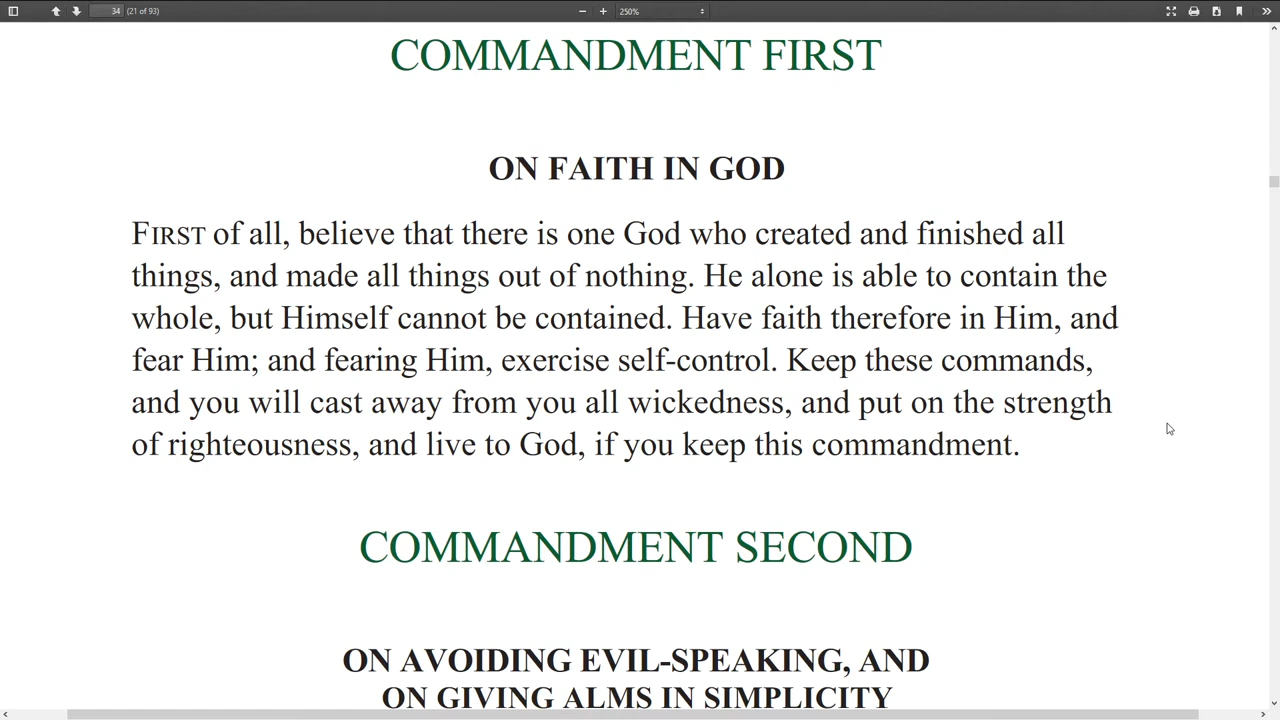 34 (21 of 93) 250%
COMMANDMENT FIRST
ON FAITH IN GOD
FIRST of all, believe that there is one God who created and finished all
things, and made all things out of nothing. He alone is able to contain the
whole, but Himself cannot be contained. Have faith therefore in Him, and
fear Him; and fearing Him, exercise self-control. Keep these commands,
and you will cast away from you all wickedness, and put on the strength
of righteousness, and live to God, if you keep this commandment.
COMMANDMENT SECOND
ON AVOIDING EVIL-SPEAKING, AND
ON GIVING ALMS IN SIMPLICITY